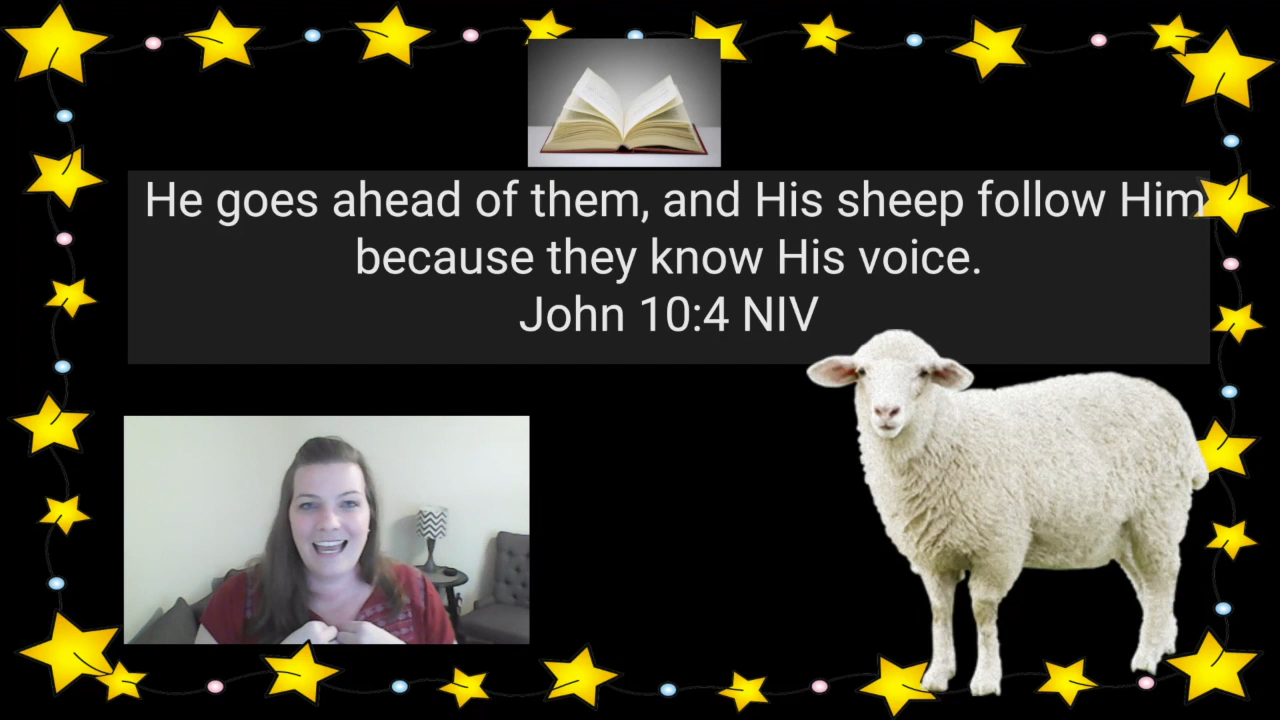 He goes ahead of them, and His sheep follow Him
because they know His voice.
John 10:4 NIV